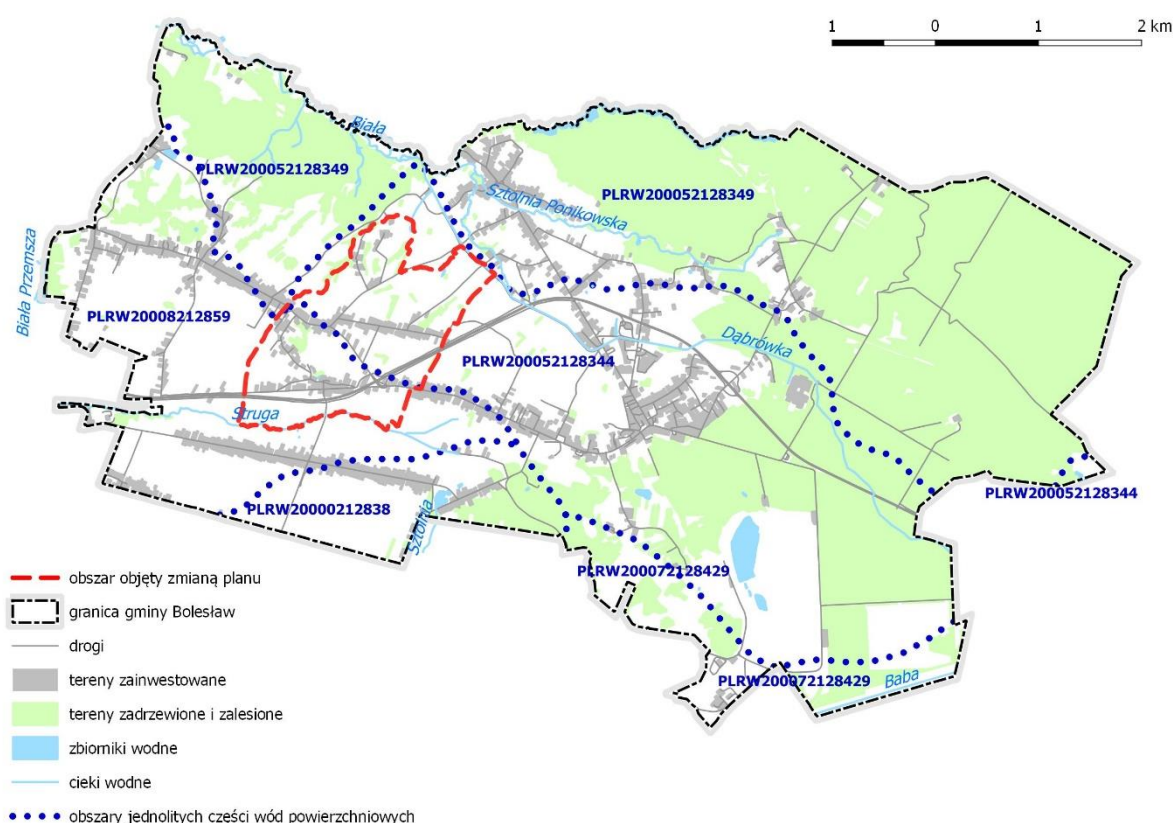 1 0 1 2 km
Biała
PLRW200052128349
PLRW200052128349
Sztolnia Ponikowska
Biała Przemsza
PLRW20008212859
Dąbrówka
PLRW200052128344
Struga
PLRW200052128344
PLRW20000212838
Sztolnia
PLRW200072128429
PLRW200072128429
Baba
obszar objęty zmianą planu
granica gminy Bolesław
drogi
tereny zainwestowane
tereny zadrzewione i zalesione
zbiorniki wodne
cieki wodne
obszary jednolitych części wód powierzchniowych